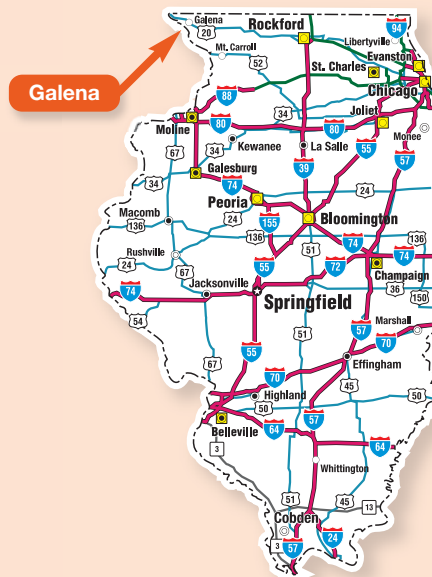 Galena
20
Rockford
94
Libertyville
Mt. Carroll
52
Evanston
St. Charles
Chicago
Galena
88
34
Joliet
Moline
80
80
Monee
67
34
Kewanee
La Salle
55
57
Galesburg
39
34
74
24
Peoria
Macomb
24
155
Bloomington
136
136
74
Rushville
51
74
24
55
72
Champaign
67
36
74
Jacksonville
150
Springfield
54
57
Marshall
55
70
67
Effingham
70
45
Highland
50
50
57
Belleville
64
64
3
Whittington
51
45
13
Cobden
3
57
24